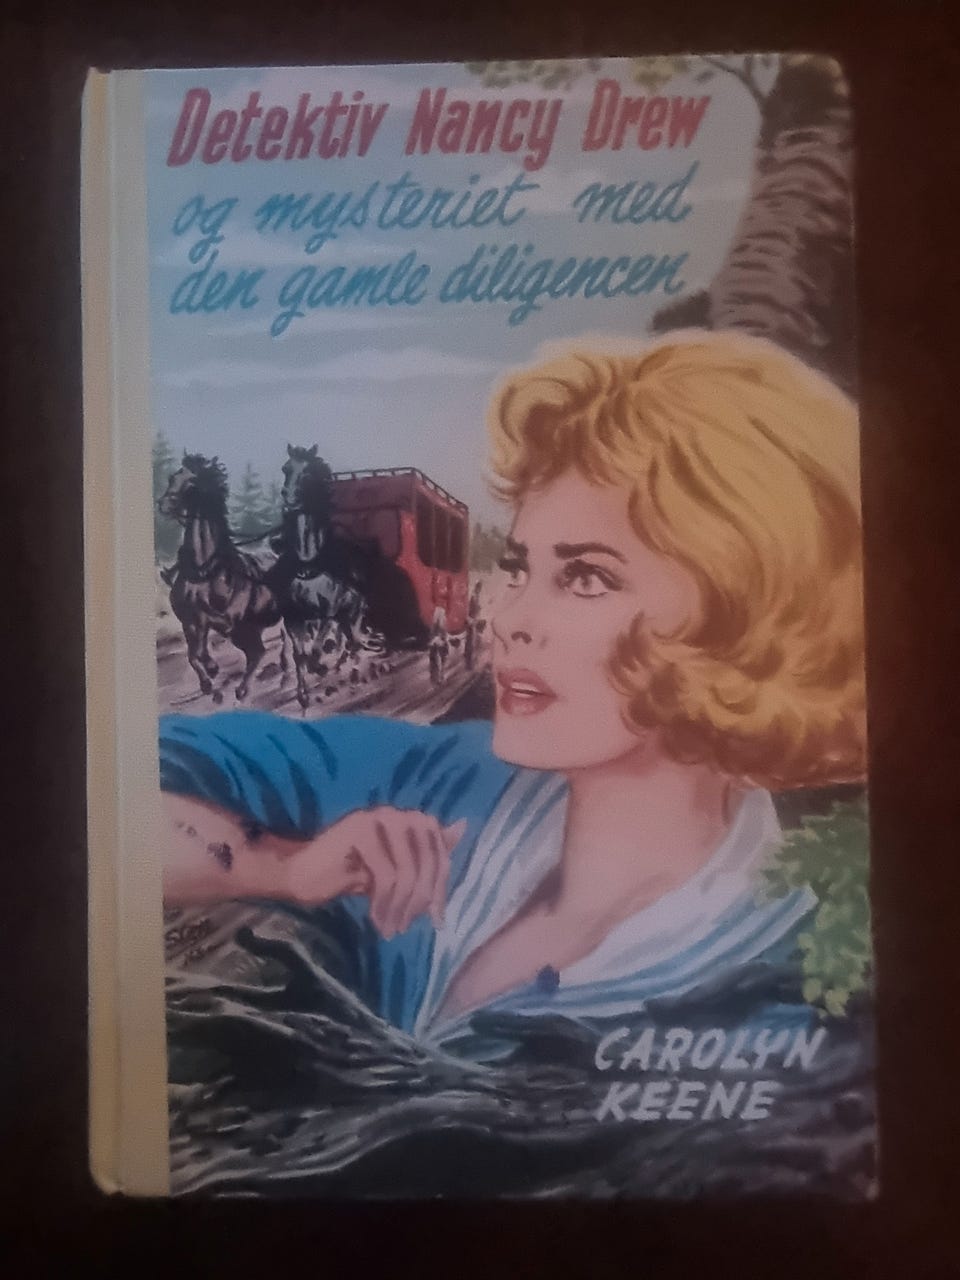 Detektiv Nancy Drew
og mysteriet med
den gamle diligencen
CAROLYN
KEENE